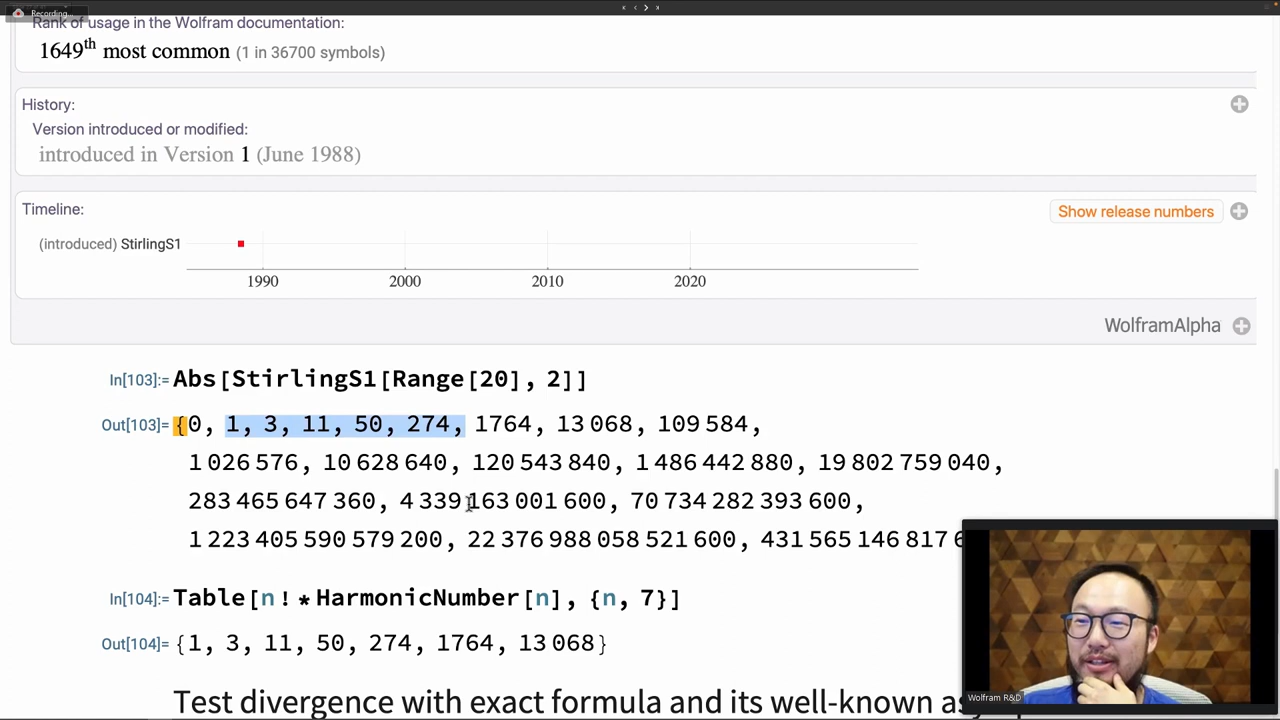 Recording...
Rank of usage in the Wolfram documentation:
1649th most common (1 in 36700 symbols)
History:
Version introduced or modified:
introduced in Version 1 (June 1988)
Timeline:
Show release numbers
(introduced) StirlingS1
1990 2000 2010 2020
WolframAlpha
In[103]:= Abs[StirlingS1[Range[20], 2]]
Out[103]= {0, 1, 3, 11, 50, 274, 1764, 13 068, 109 584,
1 026 576, 10 628 640, 120 543 840, 1 486 442 880, 19 802 759 040,
283 465 647 360, 4 339 163 001 600, 70 734 282 393 600,
1 223 405 590 579 200, 22 376 988 058 521 600, 431 565 146 817
In[104]:= Table[n! * HarmonicNumber[n], {n, 7}]
Out[104]= {1, 3, 11, 50, 274, 1764, 13 068}
Test divergence with exact formula and its well-known
Wolfram R&D